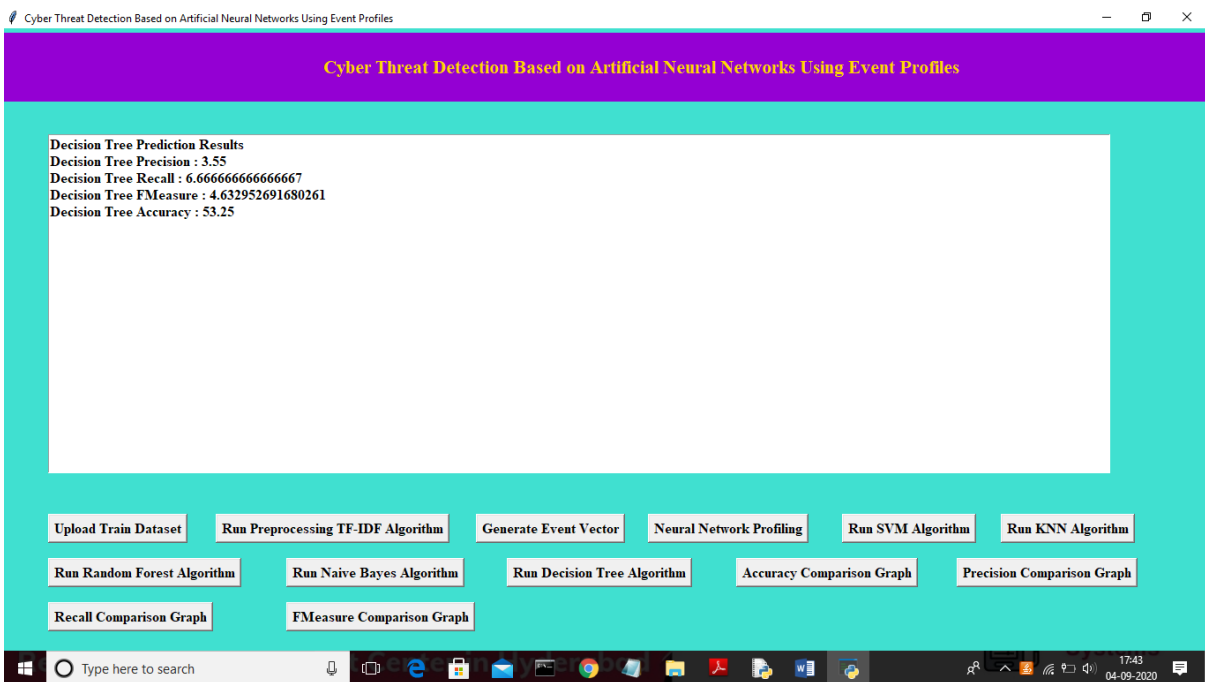 Cyber Threat Detection Based on Artificial Neural Networks Using Event Profiles
Cyber Threat Detection Based on Artificial Neural Networks Using Event Profiles
Decision Tree Prediction Results
Decision Tree Precision : 3.55
Decision Tree Recall : 6.666666666666667
Decision Tree FMeasure : 4.632952691680261
Decision Tree Accuracy : 53.25
Upload Train Dataset Run Preprocessing TF-IDF Algorithm Generate Event Vector Neural Network Profiling Run SVM Algorithm Run KNN Algorithm
Run Random Forest Algorithm Run Naive Bayes Algorithm Run Decision Tree Algorithm Accuracy Comparison Graph Precision Comparison Graph
Recall Comparison Graph FMeasure Comparison Graph
Type here to search
17:43
04-09-2020